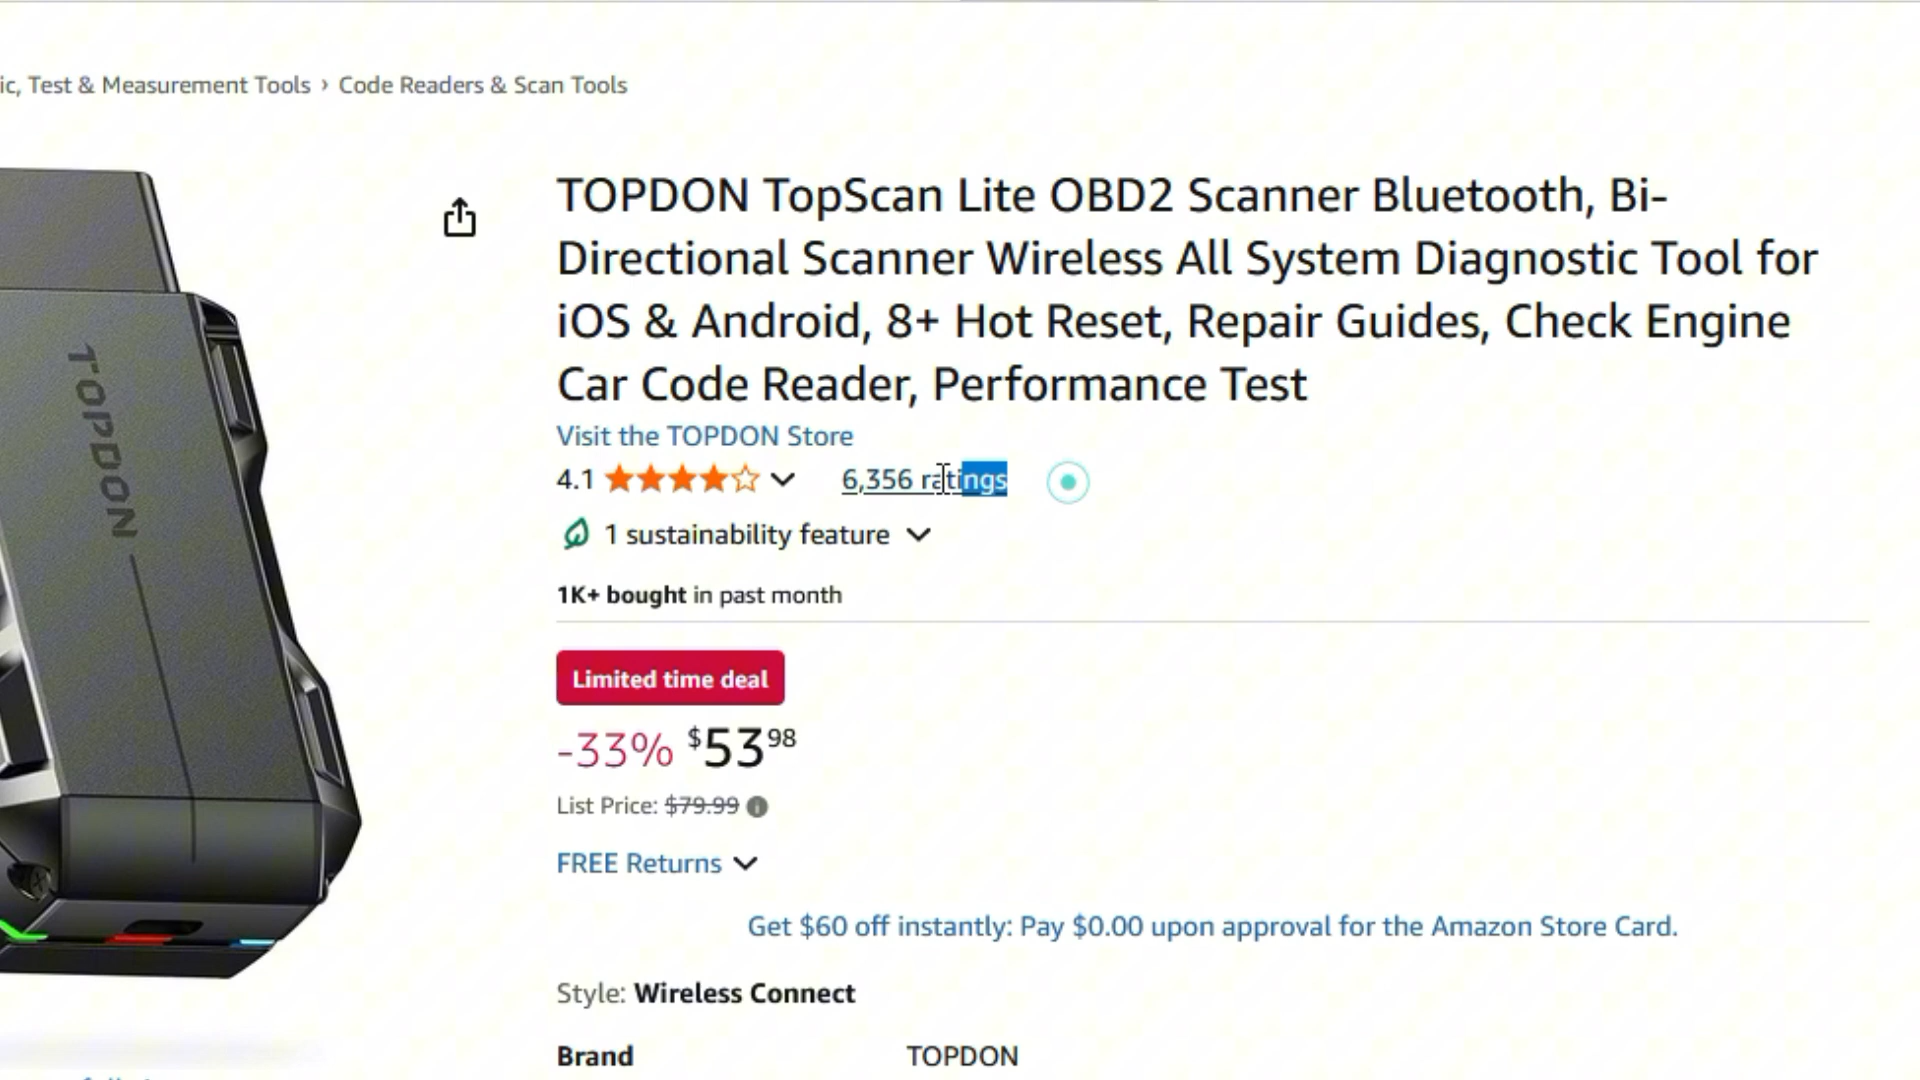 ic, Test & Measurement Tools › Code Readers & Scan Tools
TOPDON TopScan Lite OBD2 Scanner Bluetooth, Bi-
Directional Scanner Wireless All System Diagnostic Tool for
iOS & Android, 8+ Hot Reset, Repair Guides, Check Engine
Car Code Reader, Performance Test
TOPDON
Visit the TOPDON Store
4.1 6,356 ratings
1 sustainability feature
1K+ bought in past month
Limited time deal
-33% $53 98
List Price: $79.99
FREE Returns
Get $60 off instantly: Pay $0.00 upon approval for the Amazon Store Card.
Style: Wireless Connect
Brand TOPDON